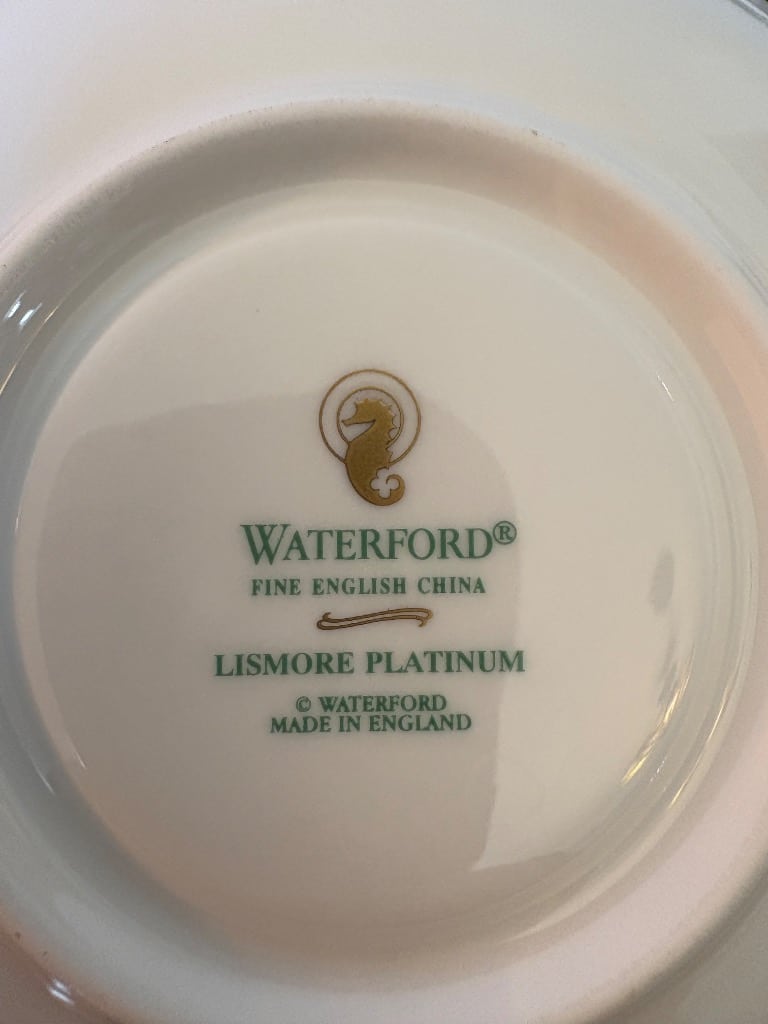 WATERFORD®
FINE ENGLISH CHINA
LISMORE PLATINUM
© WATERFORD
MADE IN ENGLAND